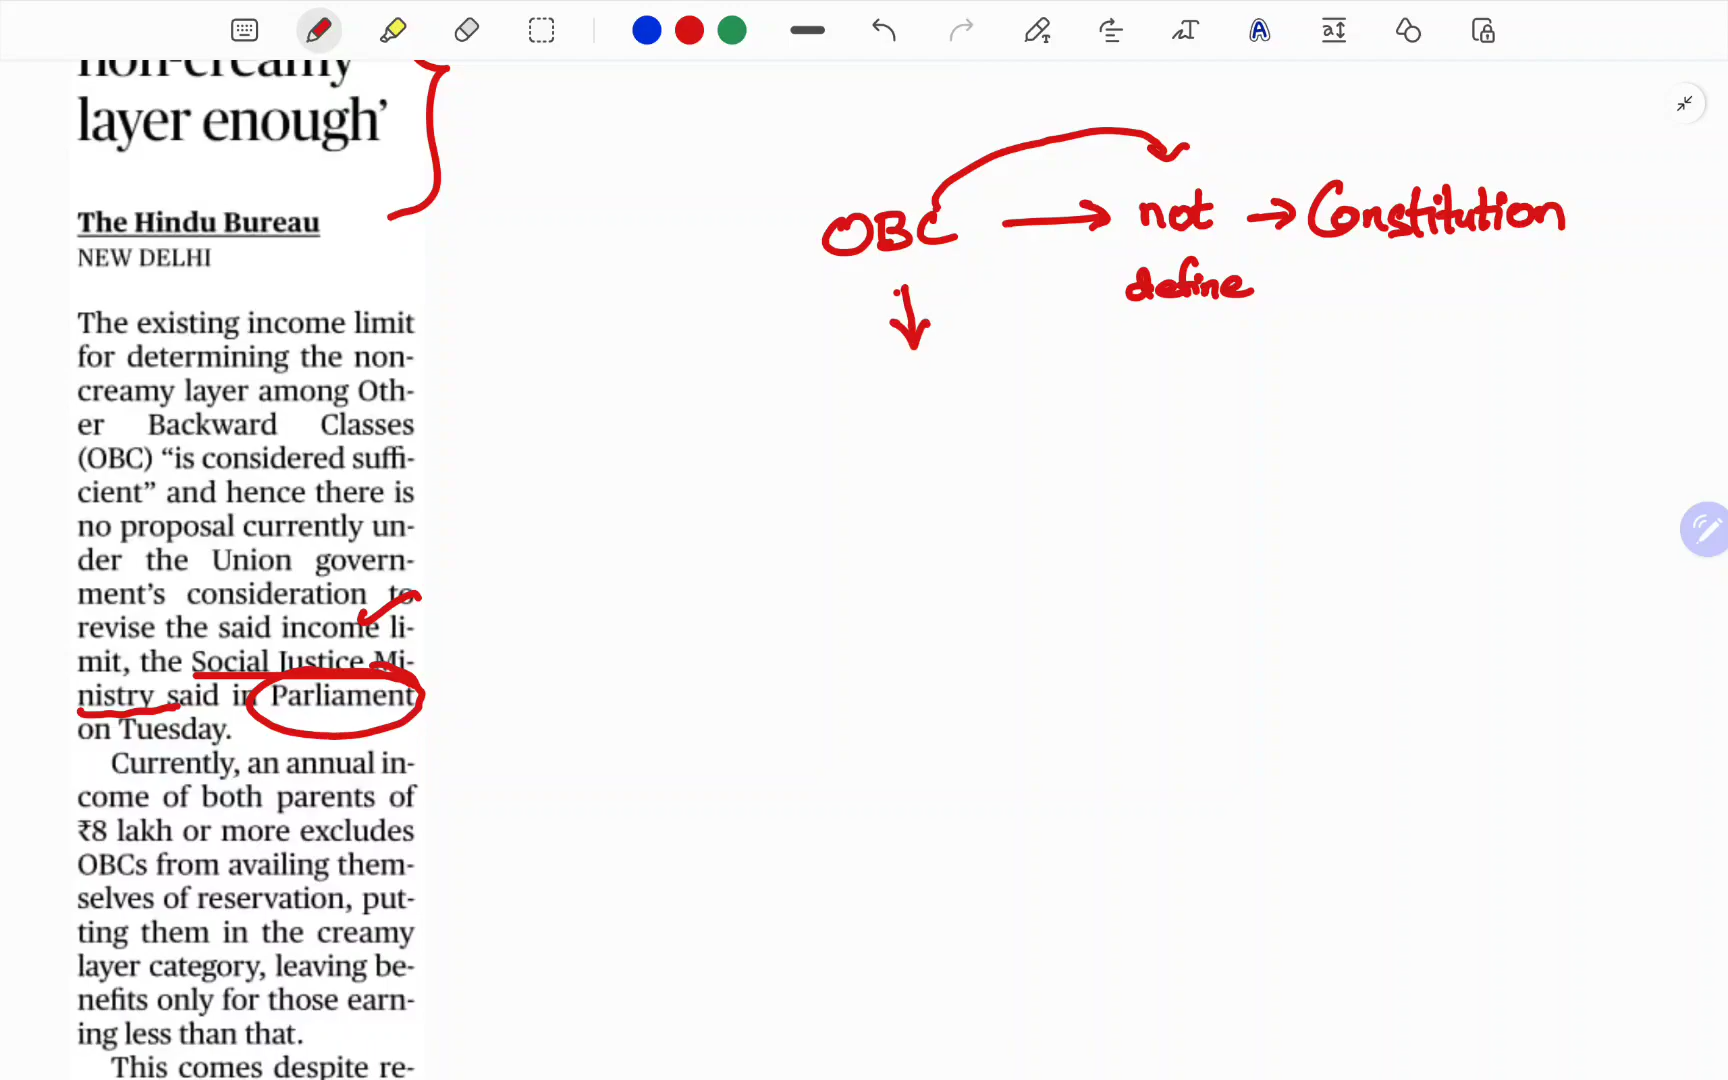 non-creamy
layer enough’
The Hindu Bureau
NEW DELHI
The existing income limit
for determining the non-
creamy layer among Oth-
er Backward Classes
(OBC) “is considered suffi-
cient” and hence there is
no proposal currently un-
der the Union govern-
ment’s consideration to
revise the said income li-
mit, the Social Justice Mi-
nistry said in Parliament
on Tuesday.
Currently, an annual in-
come of both parents of
₹8 lakh or more excludes
OBCs from availing them-
selves of reservation, put-
ting them in the creamy
layer category, leaving be-
nefits only for those earn-
ing less than that.
This comes despite re-
OBC → not → Constitution
define